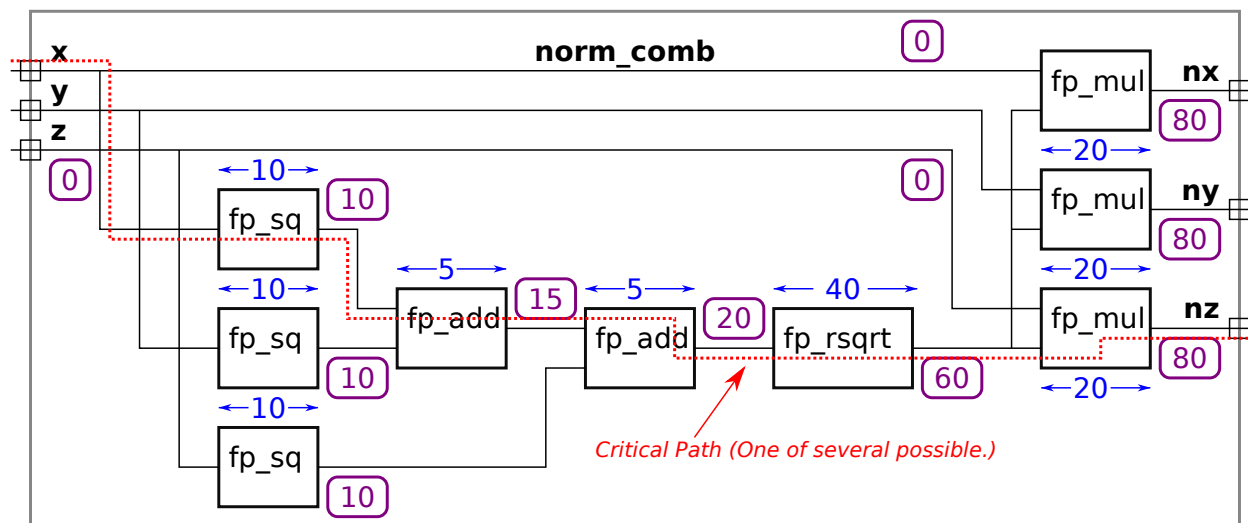 norm_comb
0
x
fp_mul
nx
80
y
z
0
20
0
10
fp_sq
10
fp_mul
ny
80
20
10
fp_sq
10
5
fp_add
15
5
fp_add
20
40
fp_rsqrt
60
fp_mul
nz
80
20
10
fp_sq
10
Critical Path (One of several possible.)